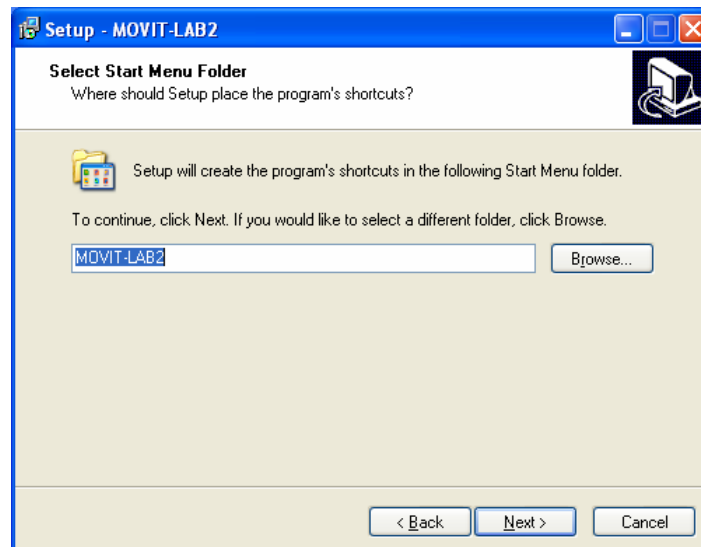 Setup - MOVIT-LAB2
Select Start Menu Folder
Where should Setup place the program's shortcuts?
Setup will create the program's shortcuts in the following Start Menu folder.
To continue, click Next. If you would like to select a different folder, click Browse.
MOVIT-LAB2
Browse...
< Back
Next >
Cancel